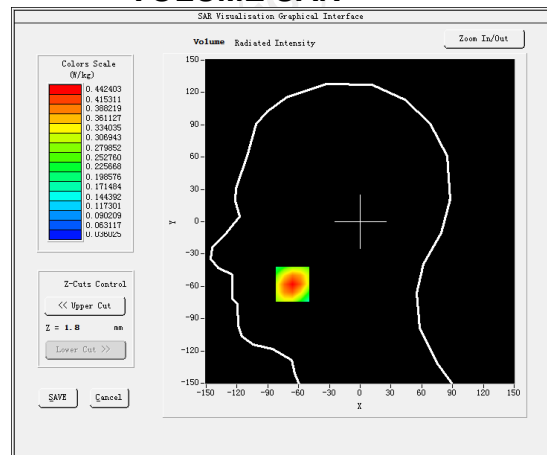 VOLUME SAR
SAR Visualisation Graphical Interface
Volume Radiated Intensity
Zoom In/Out
Colors Scale
(W/kg)
0.442403
0.415311
0.388219
0.361127
0.334035
0.306943
0.279852
0.252760
0.225668
0.198576
0.171484
0.144392
0.117301
0.090209
0.063117
0.036025
Z-Cuts Control
<< Upper Cut
Z = 1.8 mm
Lower Cut >>
SAVE Cancel
150
120
90
60
30
0
-30
-60
-90
-120
-150
Y
-150 -120 -90 -60 -30 0 30 60 90 120 150
X